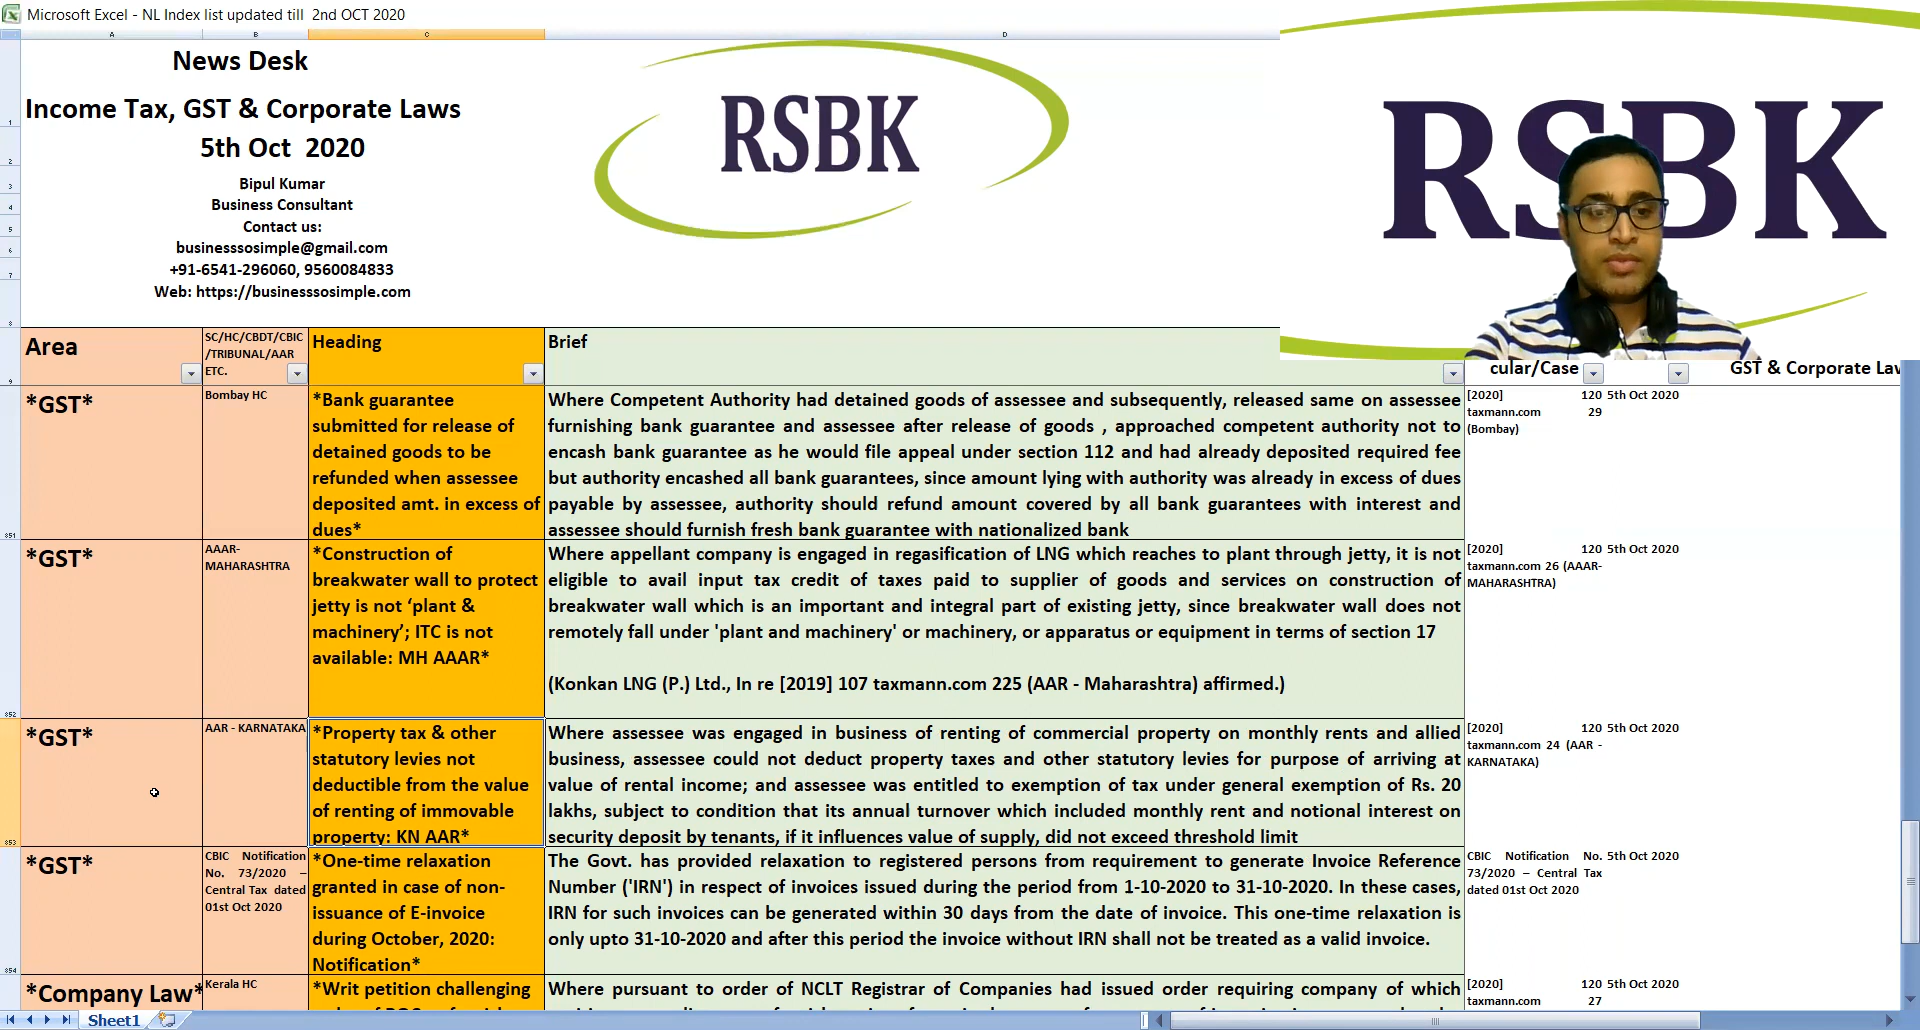 Microsoft Excel - NL Index list updated till  2nd OCT 2020
A
B
C
D
News Desk
Income Tax, GST & Corporate Laws
5th Oct  2020
Bipul Kumar
Business Consultant
Contact us:
businesssosimple@gmail.com
+91-6541-296060, 9560084833
Web: https://businesssosimple.com
RSBK
RSBK
1
2
3
4
5
6
7
8
9
Area
SC/HC/CBDT/CBIC
/TRIBUNAL/AAR
ETC.
Heading
Brief
cular/Case
GST & Corporate Law
*GST*
Bombay HC
*Bank guarantee
submitted for release of
detained goods to be
refunded when assessee
deposited amt. in excess of
dues*
Where Competent Authority had detained goods of assessee and subsequently, released same on assessee
furnishing bank guarantee and assessee after release of goods , approached competent authority not to
encash bank guarantee as he would file appeal under section 112 and had already deposited required fee
but authority encashed all bank guarantees, since amount lying with authority was already in excess of dues
payable by assessee, authority should refund amount covered by all bank guarantees with interest and
assessee should furnish fresh bank guarantee with nationalized bank
[2020] 120
taxmann.com 29
(Bombay)
5th Oct 2020
851
*GST*
AAAR-
MAHARASHTRA
*Construction of
breakwater wall to protect
jetty is not ‘plant &
machinery’; ITC is not
available: MH AAAR*
Where appellant company is engaged in regasification of LNG which reaches to plant through jetty, it is not
eligible to avail input tax credit of taxes paid to supplier of goods and services on construction of
breakwater wall which is an important and integral part of existing jetty, since breakwater wall does not
remotely fall under 'plant and machinery' or machinery, or apparatus or equipment in terms of section 17
(Konkan LNG (P.) Ltd., In re [2019] 107 taxmann.com 225 (AAR - Maharashtra) affirmed.)
[2020] 120
taxmann.com 26 (AAAR-
MAHARASHTRA)
5th Oct 2020
852
*GST*
AAR - KARNATAKA
*Property tax & other
statutory levies not
deductible from the value
of renting of immovable
property: KN AAR*
Where assessee was engaged in business of renting of commercial property on monthly rents and allied
business, assessee could not deduct property taxes and other statutory levies for purpose of arriving at
value of rental income; and assessee was entitled to exemption of tax under general exemption of Rs. 20
lakhs, subject to condition that its annual turnover which included monthly rent and notional interest on
security deposit by tenants, if it influences value of supply, did not exceed threshold limit
[2020] 120
taxmann.com 24 (AAR -
KARNATAKA)
5th Oct 2020
853
*GST*
CBIC Notification
No. 73/2020 –
Central Tax dated
01st Oct 2020
*One-time relaxation
granted in case of non-
issuance of E-invoice
during October, 2020:
Notification*
The Govt. has provided relaxation to registered persons from requirement to generate Invoice Reference
Number ('IRN') in respect of invoices issued during the period from 1-10-2020 to 31-10-2020. In these cases,
IRN for such invoices can be generated within 30 days from the date of invoice. This one-time relaxation is
only upto 31-10-2020 and after this period the invoice without IRN shall not be treated as a valid invoice.
CBIC Notification No.
73/2020 – Central Tax
dated 01st Oct 2020
5th Oct 2020
854
*Company Law*
Kerala HC
*Writ petition challenging
Where pursuant to order of NCLT Registrar of Companies had issued order requiring company of which
[2020] 120
taxmann.com 27
5th Oct 2020
Sheet1